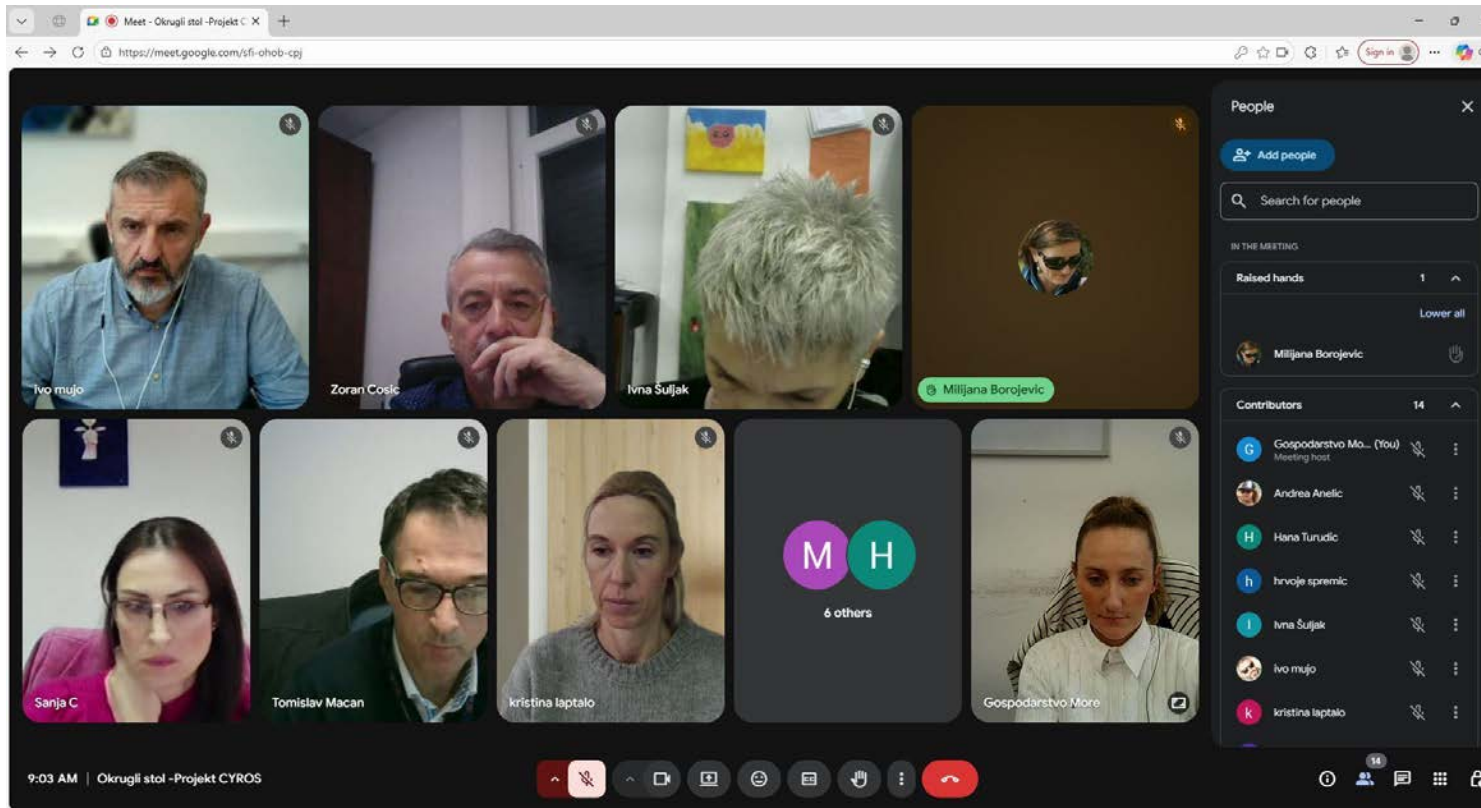 Meet - Okrugli stol -Projekt C
https://meet.google.com/sfi-ohob-cpj
Sign in
ivo mujo
Zoran Cosic
Ivna Šuljak
Milijana Borojevic
Sanja C
Tomislav Macan
kristina laptalo
M H
6 others
Gospodarstvo More
People
Add people
Search for people
IN THE MEETING
Raised hands 1
Lower all
Milijana Borojevic
Contributors 14
G Gospodarstvo Mo... (You)
Meeting host
Andrea Anelic
H Hana Turudic
h hrvoje spremic
I Ivna Šuljak
ivo mujo
k kristina laptalo
9:03 AM | Okrugli stol -Projekt CYROS
14